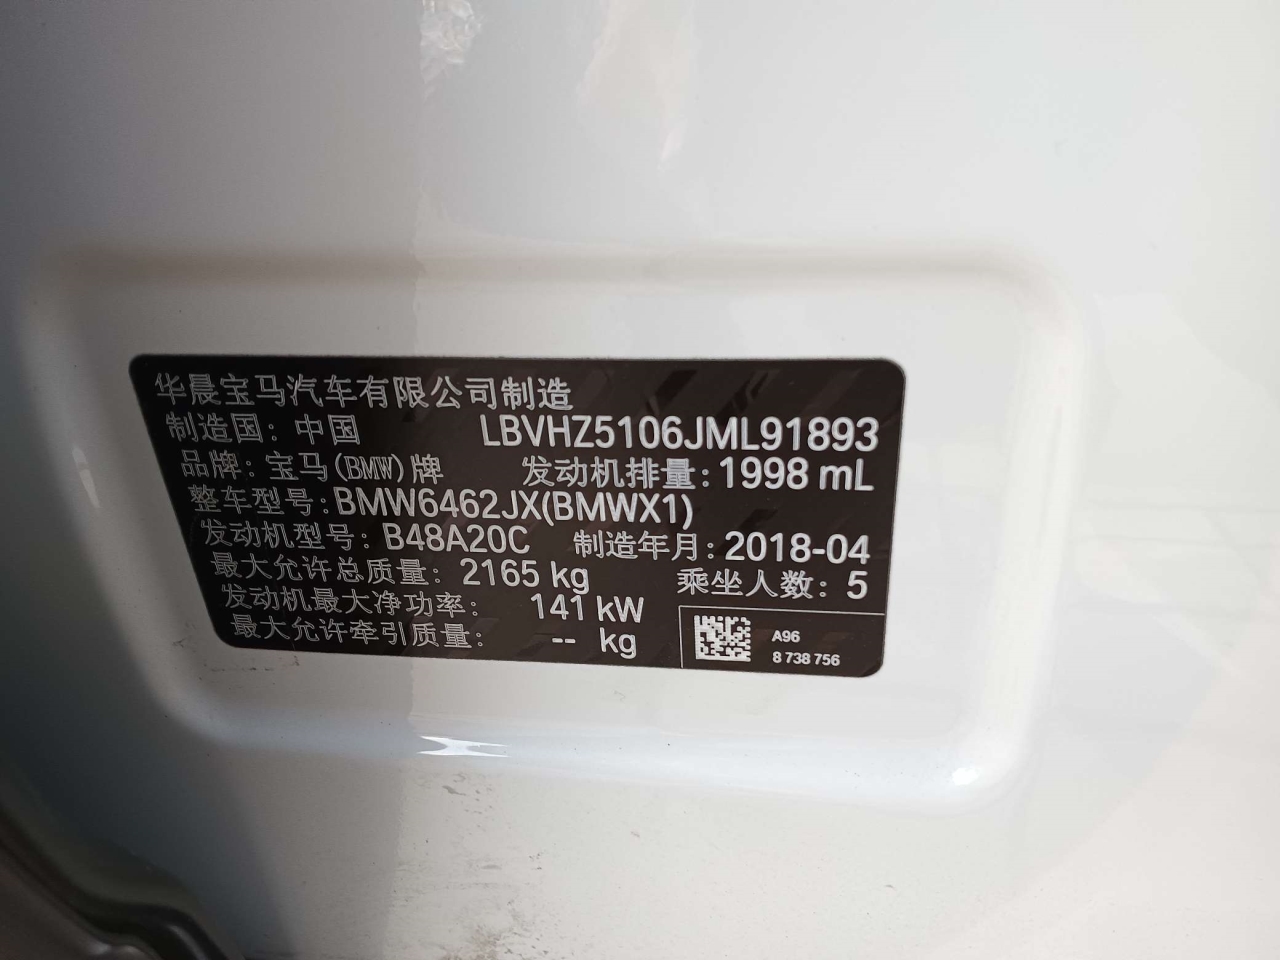 华晨宝马汽车有限公司制造
制造国：中国 LBVHZ5106JML91893
品牌：宝马(BMW)牌 发动机排量：1998 mL
整车型号：BMW6462JX(BMWX1)
发动机型号：B48A20C 制造年月：2018-04
最大允许总质量：2165 kg 乘坐人数：5
发动机最大净功率：141 kW
最大允许牵引质量：-- kg
A96
8 738 756